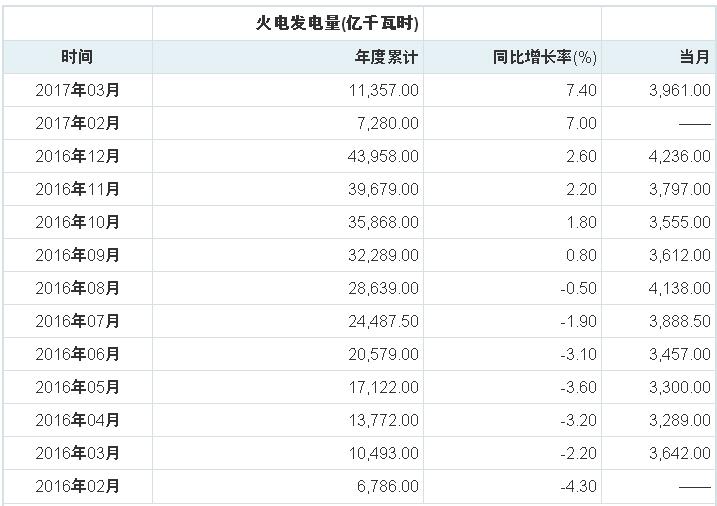 火电发电量(亿千瓦时)
时间 年度累计 同比增长率(%) 当月
2017年03月 11,357.00 7.40 3,961.00
2017年02月 7,280.00 7.00 ——
2016年12月 43,958.00 2.60 4,236.00
2016年11月 39,679.00 2.20 3,797.00
2016年10月 35,868.00 1.80 3,555.00
2016年09月 32,289.00 0.80 3,612.00
2016年08月 28,639.00 -0.50 4,138.00
2016年07月 24,487.50 -1.90 3,888.50
2016年06月 20,579.00 -3.10 3,457.00
2016年05月 17,122.00 -3.60 3,300.00
2016年04月 13,772.00 -3.20 3,289.00
2016年03月 10,493.00 -2.20 3,642.00
2016年02月 6,786.00 -4.30 ——